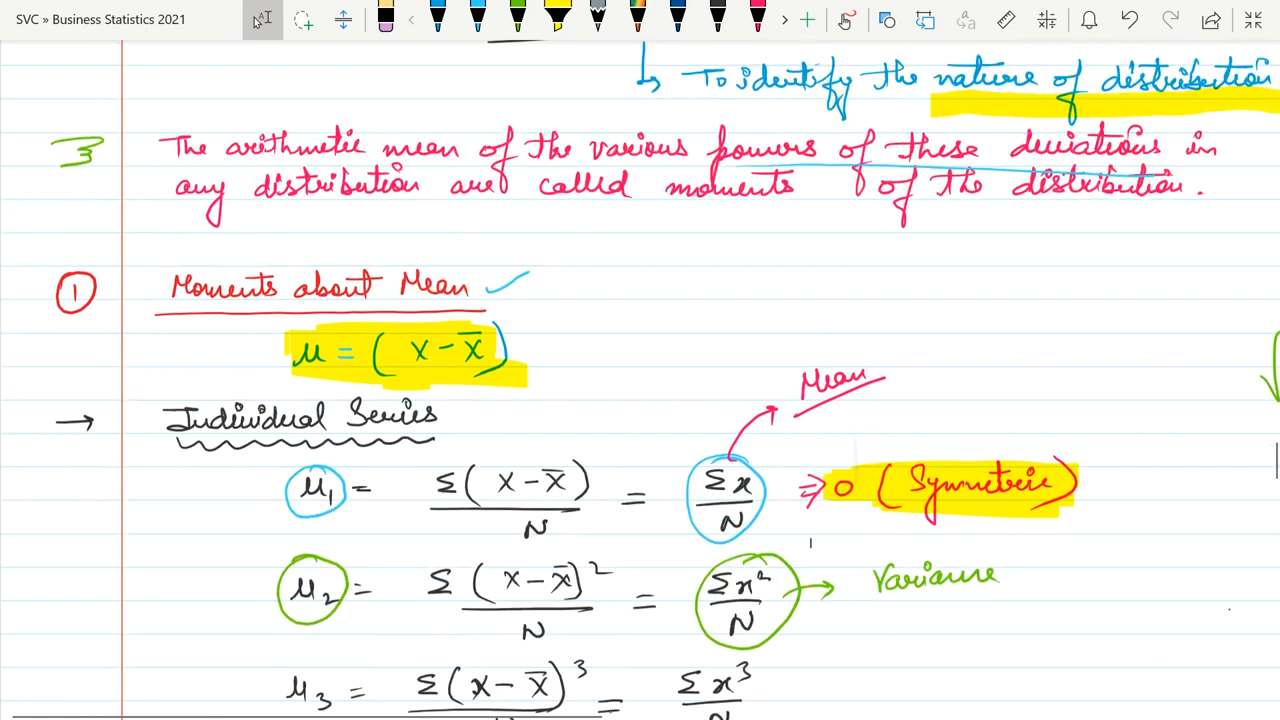 SVC » Business Statistics 2021
↳ To identify the nature of distribution
3 The arithmetic mean of the various powers of these deviations in
any distribution are called moments of the distribution.
① Moments about Mean ✓
μ = ( X - X̅ )
Mean
→ Individual Series
μ₁ = Σ( X - X̅ ) / N = Σx / N ⇒ 0 ( Symmetric )
μ₂ = Σ ( X - X̅ )² / N = Σx² / N → Variance
μ₃ = Σ ( X - X̅ )³ / N = Σx³ / N